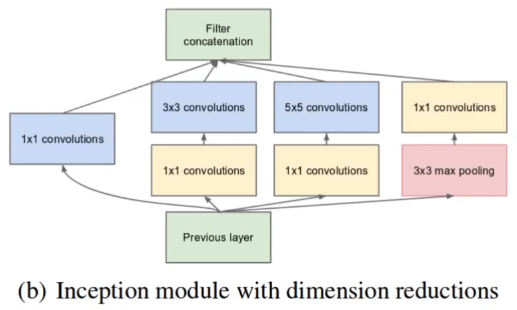 Filter
concatenation
3x3 convolutions
5x5 convolutions
1x1 convolutions
1x1 convolutions
1x1 convolutions
1x1 convolutions
3x3 max pooling
Previous layer
(b) Inception module with dimension reductions